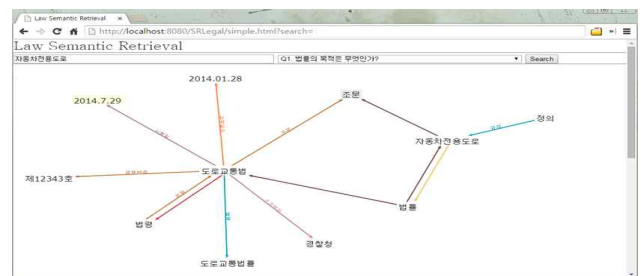 Law Semantic Retrieval
http://localhost:8080/SRLegal/simple.html?search=
Law Semantic Retrieval
자동차전용도로
Q1. 법률의 목적은 무엇인가?
Search
2014.01.28
2014.7.29
조문
정의
자동차전용도로
제12343호
도로교통법
법률
법령
경찰청
도로교통법률